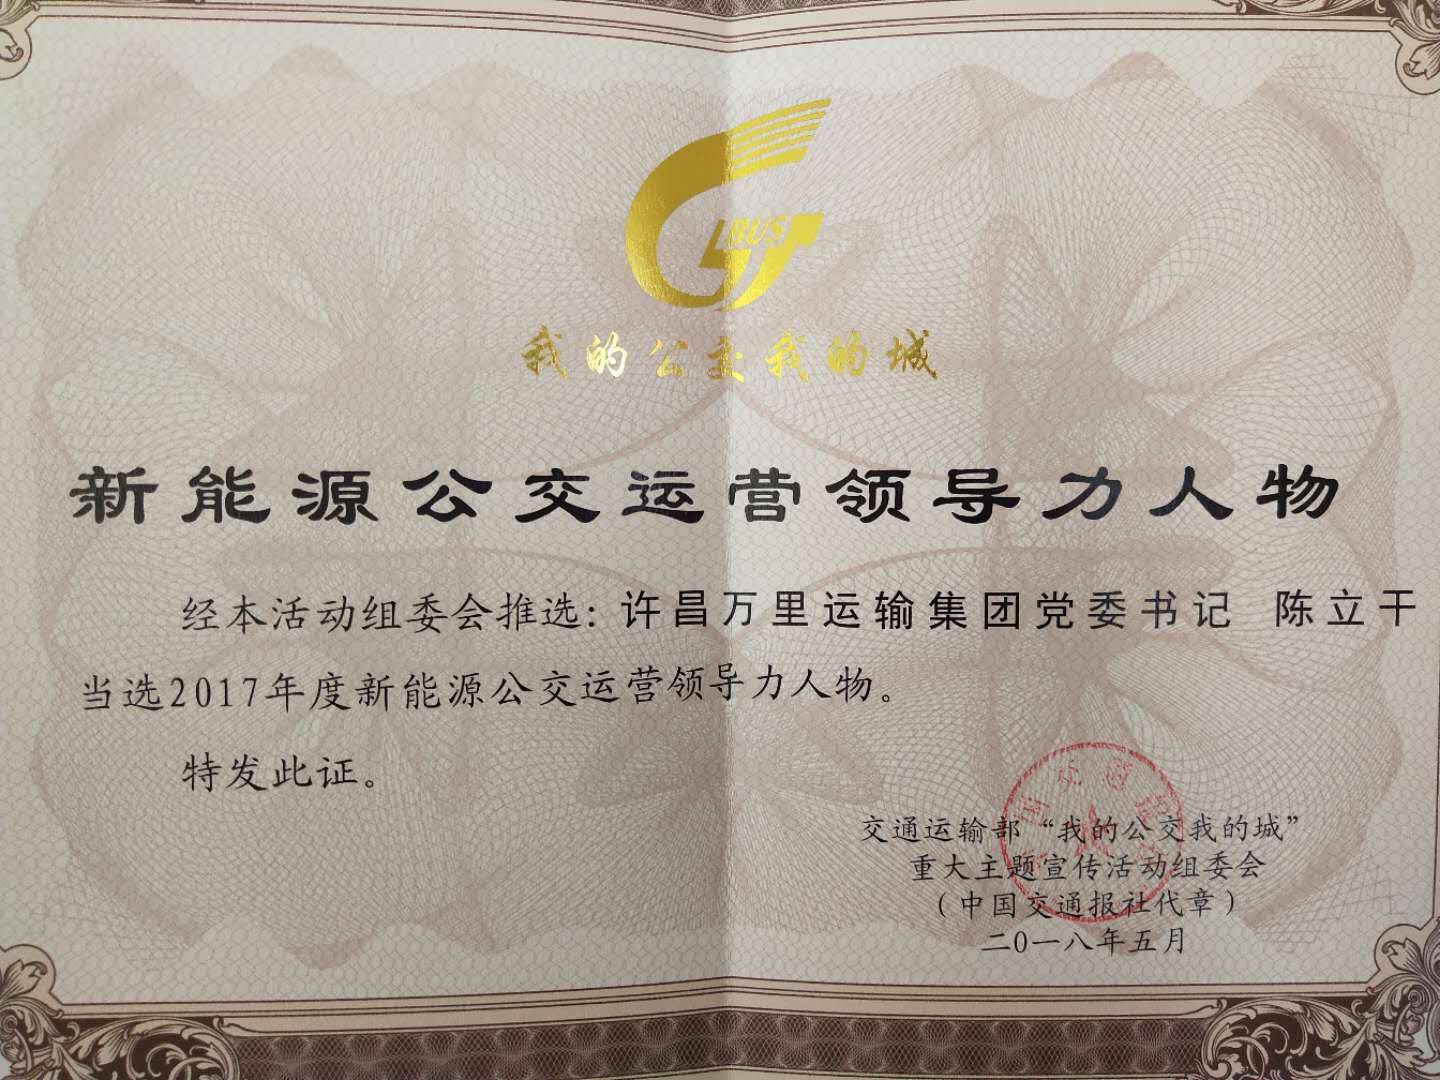 BUS
我的公交我的城
新能源公交运营领导力人物
经本活动组委会推选：许昌万里运输集团党委书记 陈立干
当选2017年度新能源公交运营领导力人物。
特发此证。
交通运输部“我的公交我的城”
重大主题宣传活动组委会
（中国交通报社代章）
二〇一八年五月